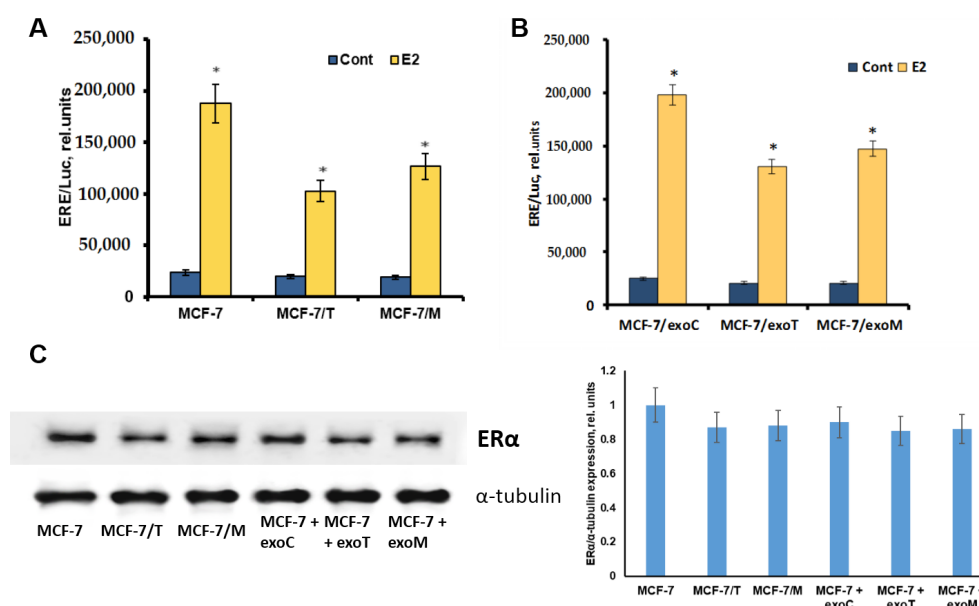 A
250,000
200,000
150,000
100,000
50,000
0
ERE/Luc, rel.units
Cont E2
*
*
*
MCF-7 MCF-7/T MCF-7/M
B
250,000
200,000
150,000
100,000
50,000
0
ERE/Luc, rel.units
Cont E2
*
*
*
MCF-7/exoC MCF-7/exoT MCF-7/exoM
C
ERα
α-tubulin
MCF-7 MCF-7/T MCF-7/M MCF-7 + MCF-7 MCF-7 +
exoC + exoT exoM
1.2
1
0.8
0.6
0.4
0.2
0
ERα/α-tubulin expression, rel. units
MCF-7 MCF-7/T MCF-7/M MCF-7 + MCF-7 + MCF-7
exoC exoT exoM